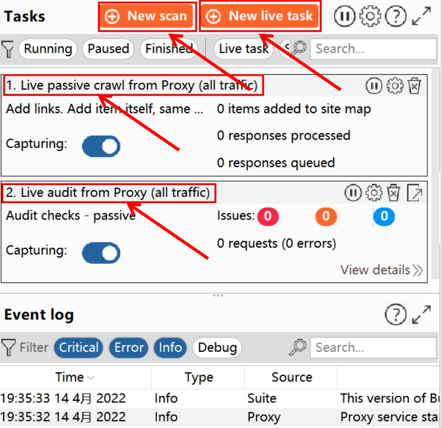 Tasks
New scan
New live task
Running
Paused
Finished
Live task
Search...
1. Live passive crawl from Proxy (all traffic)
Add links. Add item itself, same ...
0 items added to site map
Capturing:
0 responses processed
0 responses queued
2. Live audit from Proxy (all traffic)
Audit checks - passive
Issues: 0 0 0
Capturing:
0 requests (0 errors)
View details
Event log
Filter
Critical
Error
Info
Debug
Search...
Time Type Source
19:35:33 14 4月 2022 Info Suite This version of Bu
19:35:32 14 4月 2022 Info Proxy Proxy service sta